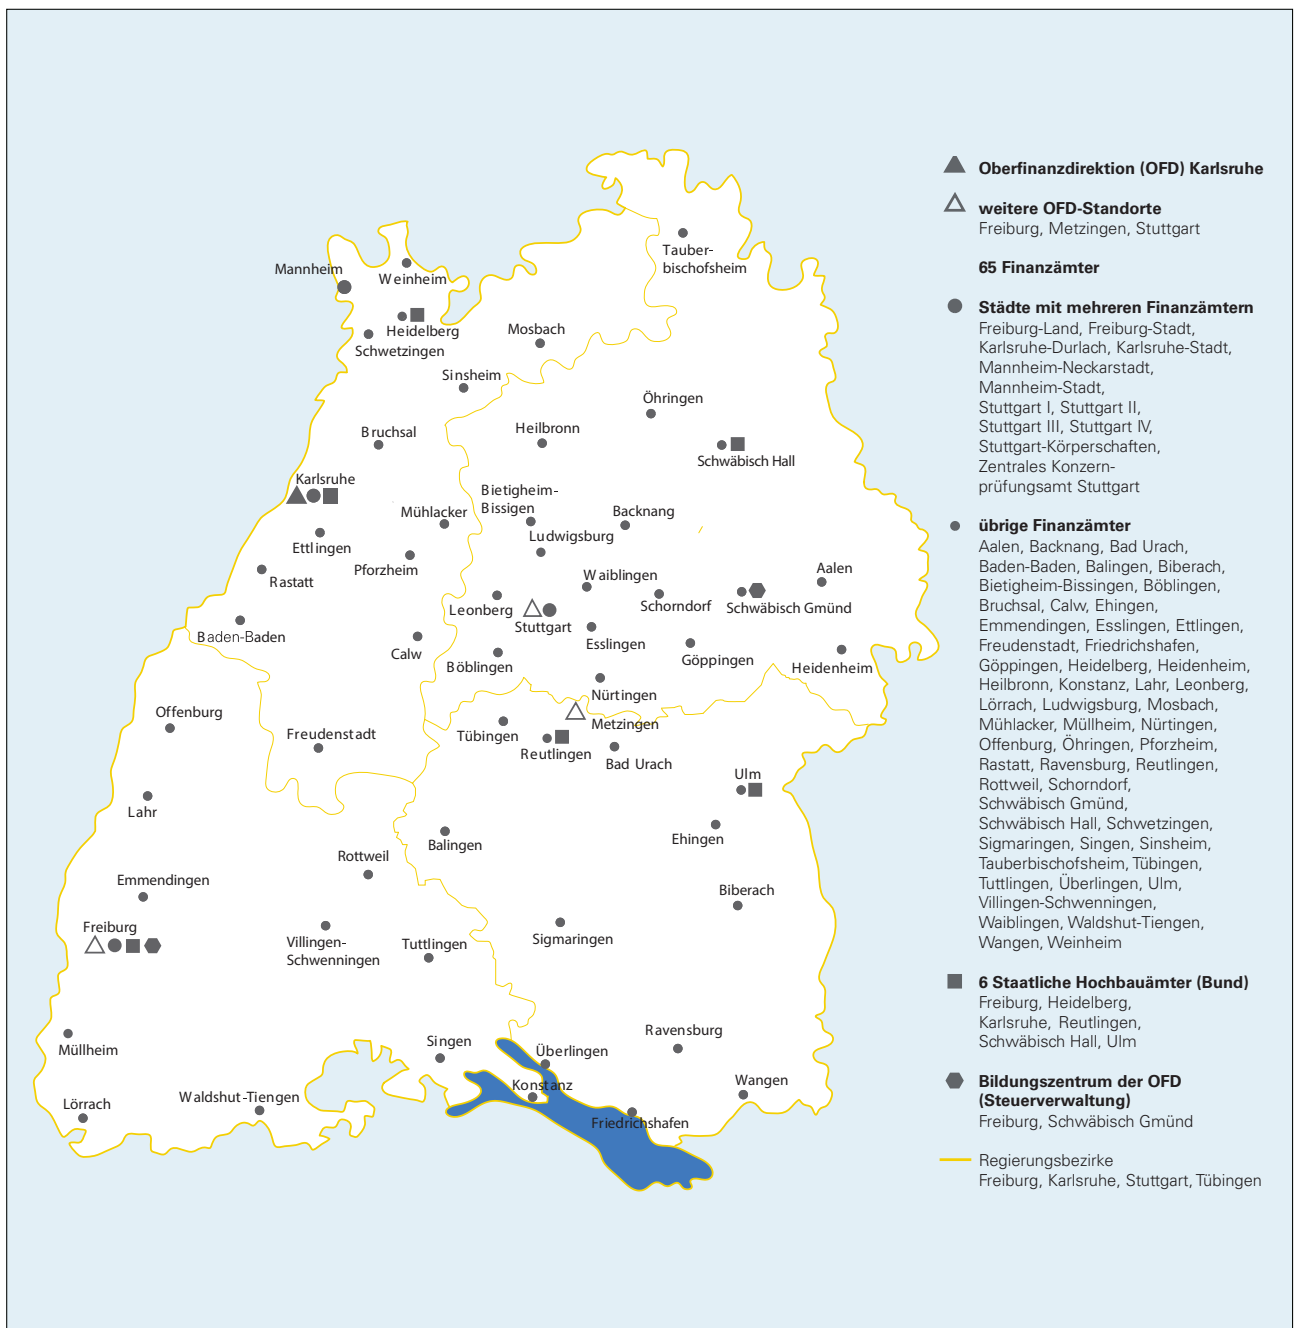 Tauber-
bischofsheim
Mannheim
Weinheim
Heidelberg
Schwetzingen
Mosbach
Sinsheim
Öhringen
Bruchsal
Heilbronn
Schwäbisch Hall
Karlsruhe
Bietigheim-
Bissigen
Mühlacker
Backnang
Ludwigsburg
Ettlingen
Pforzheim
Rastatt
Waiblingen
Aalen
Leonberg
Schorndorf
Schwäbisch Gmünd
Stuttgart
Baden-Baden
Calw
Esslingen
Böblingen
Göppingen
Heidenheim
Nürtingen
Offenburg
Metzingen
Freudenstadt
Tübingen
Reutlingen
Bad Urach
Ulm
Lahr
Balingen
Ehingen
Rottweil
Emmendingen
Biberach
Freiburg
Villingen-
Schwenningen
Tuttlingen
Sigmaringen
Müllheim
Singen
Ravensburg
Überlingen
Konstanz
Wangen
Waldshut-Tiengen
Lörrach
Friedrichshafen
Oberfinanzdirektion (OFD) Karlsruhe
weitere OFD-Standorte
Freiburg, Metzingen, Stuttgart
65 Finanzämter
Städte mit mehreren Finanzämtern
Freiburg-Land, Freiburg-Stadt,
Karlsruhe-Durlach, Karlsruhe-Stadt,
Mannheim-Neckarstadt,
Mannheim-Stadt,
Stuttgart I, Stuttgart II,
Stuttgart III, Stuttgart IV,
Stuttgart-Körperschaften,
Zentrales Konzern-
prüfungsamt Stuttgart
übrige Finanzämter
Aalen, Backnang, Bad Urach,
Baden-Baden, Balingen, Biberach,
Bietigheim-Bissingen, Böblingen,
Bruchsal, Calw, Ehingen,
Emmendingen, Esslingen, Ettlingen,
Freudenstadt, Friedrichshafen,
Göppingen, Heidelberg, Heidenheim,
Heilbronn, Konstanz, Lahr, Leonberg,
Lörrach, Ludwigsburg, Mosbach,
Mühlacker, Müllheim, Nürtingen,
Offenburg, Öhringen, Pforzheim,
Rastatt, Ravensburg, Reutlingen,
Rottweil, Schorndorf,
Schwäbisch Gmünd,
Schwäbisch Hall, Schwetzingen,
Sigmaringen, Singen, Sinsheim,
Tauberbischofsheim, Tübingen,
Tuttlingen, Überlingen, Ulm,
Villingen-Schwenningen,
Waiblingen, Waldshut-Tiengen,
Wangen, Weinheim
6 Staatliche Hochbauämter (Bund)
Freiburg, Heidelberg,
Karlsruhe, Reutlingen,
Schwäbisch Hall, Ulm
Bildungszentrum der OFD
(Steuerverwaltung)
Freiburg, Schwäbisch Gmünd
Regierungsbezirke
Freiburg, Karlsruhe, Stuttgart, Tübingen